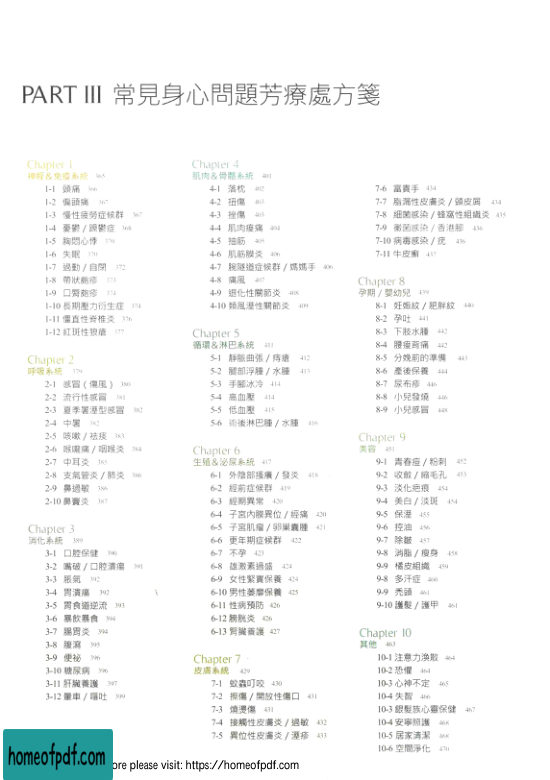 PART III 常見身心問題芳療處方箋
Chapter 1
神經&免疫系統 365
1-1 頭痛 366
1-2 偏頭痛 367
1-3 慢性疲勞症候群 367
1-4 憂鬱 / 躁鬱症 368
1-5 胸悶心悸 370
1-6 失眠 370
1-7 過動 / 自閉 372
1-8 帶狀皰疹 373
1-9 口唇皰疹 374
1-10 長期壓力衍生症 374
1-11 僵直性脊椎炎 376
1-12 紅斑性狼瘡 377
Chapter 2
呼吸系統 379
2-1 感冒（傷風） 380
2-2 流行性感冒 381
2-3 夏季暑溼型感冒 382
2-4 中暑 382
2-5 咳嗽 / 祛痰 383
2-6 喉嚨痛 / 咽喉炎 384
2-7 中耳炎 385
2-8 支氣管炎 / 肺炎 386
2-9 鼻過敏 386
2-10 鼻竇炎 387
Chapter 3
消化系統 389
3-1 口腔保健 390
3-2 嘴破 / 口腔潰瘍 391
3-3 脹氣 392
3-4 胃潰瘍 392
3-5 胃食道逆流 393
3-6 暴飲暴食 394
3-7 腸胃炎 394
3-8 腹瀉 395
3-9 便祕 396
3-10 糖尿病 396
3-11 肝臟養護 397
3-12 暈車 / 嘔吐 399
Chapter 4
肌肉&骨骼系統 401
4-1 落枕 402
4-2 扭傷 403
4-3 挫傷 403
4-4 肌肉痠痛 404
4-5 抽筋 405
4-6 肌筋膜炎 406
4-7 腕隧道症候群 / 媽媽手 406
4-8 痛風 407
4-9 退化性關節炎 408
4-10 類風溼性關節炎 409
Chapter 5
循環&淋巴系統 411
5-1 靜脈曲張 / 痔瘡 412
5-2 腿部浮腫 / 水腫 413
5-3 手腳冰冷 414
5-4 高血壓 414
5-5 低血壓 415
5-6 術後淋巴腫 / 水腫 416
Chapter 6
生殖&泌尿系統 417
6-1 外陰部搔癢 / 發炎 418
6-2 經前症候群 419
6-3 經期異常 420
6-4 子宮內膜異位 / 經痛 420
6-5 子宮肌瘤 / 卵巢囊腫 421
6-6 更年期症候群 422
6-7 不孕 423
6-8 雄激素過盛 424
6-9 女性緊實保養 424
6-10 男性萎靡保養 425
6-11 性病預防 426
6-12 膀胱炎 426
6-13 腎臟養護 427
Chapter 7
皮膚系統 429
7-1 蚊蟲叮咬 430
7-2 擦傷 / 開放性傷口 431
7-3 燒燙傷 431
7-4 接觸性皮膚炎 / 過敏 432
7-5 異位性皮膚炎 / 溼疹 433
7-6 富貴手 434
7-7 脂漏性皮膚炎 / 頭皮屑 434
7-8 細菌感染 / 蜂窩性組織炎 435
7-9 黴菌感染 / 香港腳 436
7-10 病毒感染 / 疣 436
7-11 牛皮癬 437
Chapter 8
孕期 / 嬰幼兒 439
8-1 妊娠紋 / 肥胖紋 440
8-2 孕吐 441
8-3 下肢水腫 442
8-4 腰痠背痛 442
8-5 分娩前的準備 443
8-6 產後保養 444
8-7 尿布疹 446
8-8 小兒發燒 446
8-9 小兒感冒 448
Chapter 9
美容 451
9-1 青春痘 / 粉刺 452
9-2 收斂 / 縮毛孔 453
9-3 淡化疤痕 454
9-4 美白 / 淡斑 454
9-5 保溼 455
9-6 控油 456
9-7 除皺 457
9-8 消脂 / 瘦身 458
9-9 橘皮組織 459
9-8 多汗症 460
9-9 禿頭 461
9-10 護髮 / 護甲 461
Chapter 10
其他 463
10-1 注意力渙散 464
10-2 恐懼 464
10-3 心神不定 465
10-4 失智 466
10-3 銀髮族心靈保健 467
10-4 安寧照護 468
10-5 居家清潔 468
10-6 空間淨化 470
homeofpdf.com
ore please visit: https://homeofpdf.com